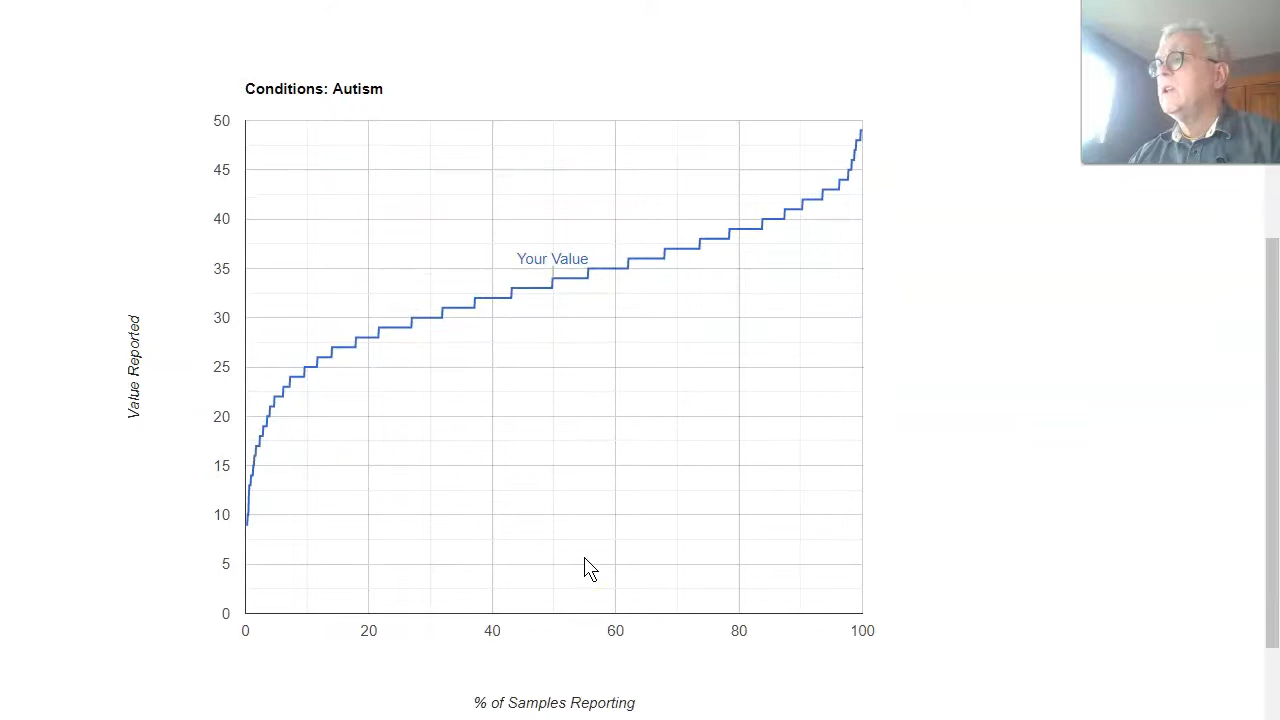 Conditions: Autism
50
45
40
35
30
25
20
15
10
5
0
Your Value
Value Reported
0 20 40 60 80 100
% of Samples Reporting